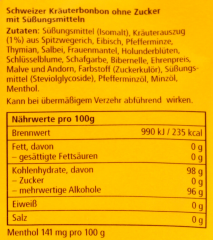 Schweizer Kräuterbonbon ohne Zucker
mit Süßungsmitteln
Zutaten: Süßungsmittel (Isomalt), Kräuterauszug
(1%) aus Spitzwegerich, Eibisch, Pfefferminze,
Thymian, Salbei, Frauenmantel, Holunderblüten,
Schlüsselblume, Schafgarbe, Bibernelle, Ehrenpreis,
Malve und Andorn, Farbstoff (Zuckerkulör), Süßungs-
mittel (Steviolglycoside), Pfefferminzöl, Minzöl,
Menthol.
Kann bei übermäßigem Verzehr abführend wirken.
Nährwerte pro 100g
Brennwert 990 kJ / 235 kcal
Fett, davon 0 g
– gesättigte Fettsäuren 0 g
Kohlenhydrate, davon 98 g
– Zucker 0 g
– mehrwertige Alkohole 96 g
Eiweiß 0 g
Salz 0 g
Menthol 141 mg pro 100 g